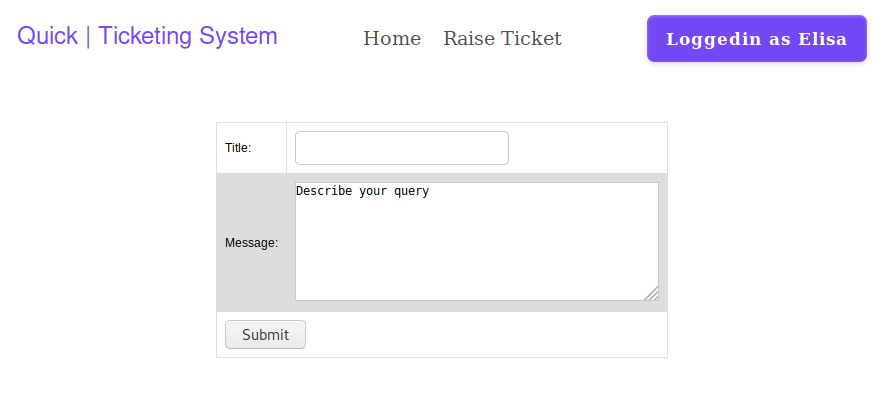 Quick | Ticketing System
Home Raise Ticket
Loggedin as Elisa
Title:
Describe your query
Message:
Submit